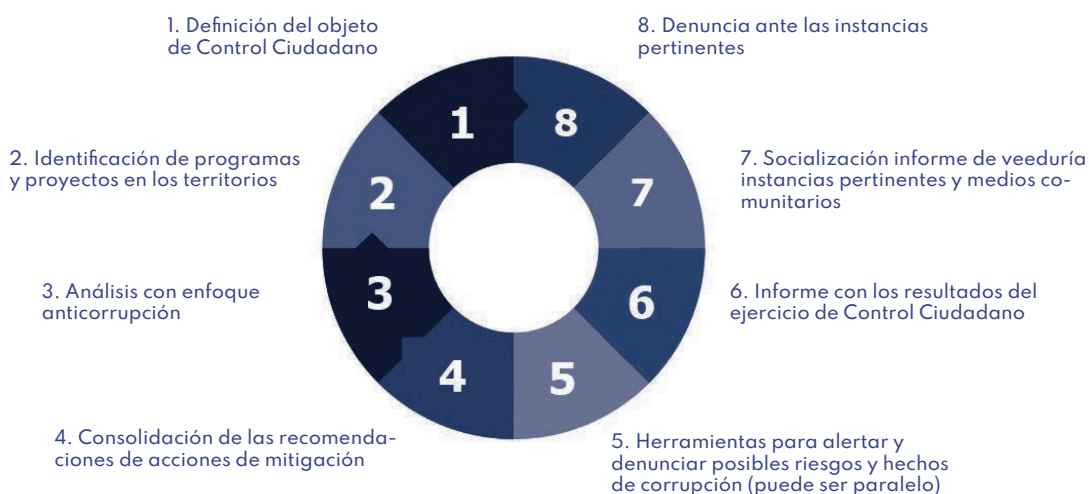 1. Definición del objeto
de Control Ciudadano
8. Denuncia ante las instancias
pertinentes
1
8
2. Identificación de programas
y proyectos en los territorios
2
7
7. Socialización informe de veeduría
instancias pertinentes y medios co-
munitarios
3. Análisis con enfoque
anticorrupción
3
6
6. Informe con los resultados del
ejercicio de Control Ciudadano
4
5
4. Consolidación de las recomenda-
ciones de acciones de mitigación
5. Herramientas para alertar y
denunciar posibles riesgos y hechos
de corrupción (puede ser paralelo)